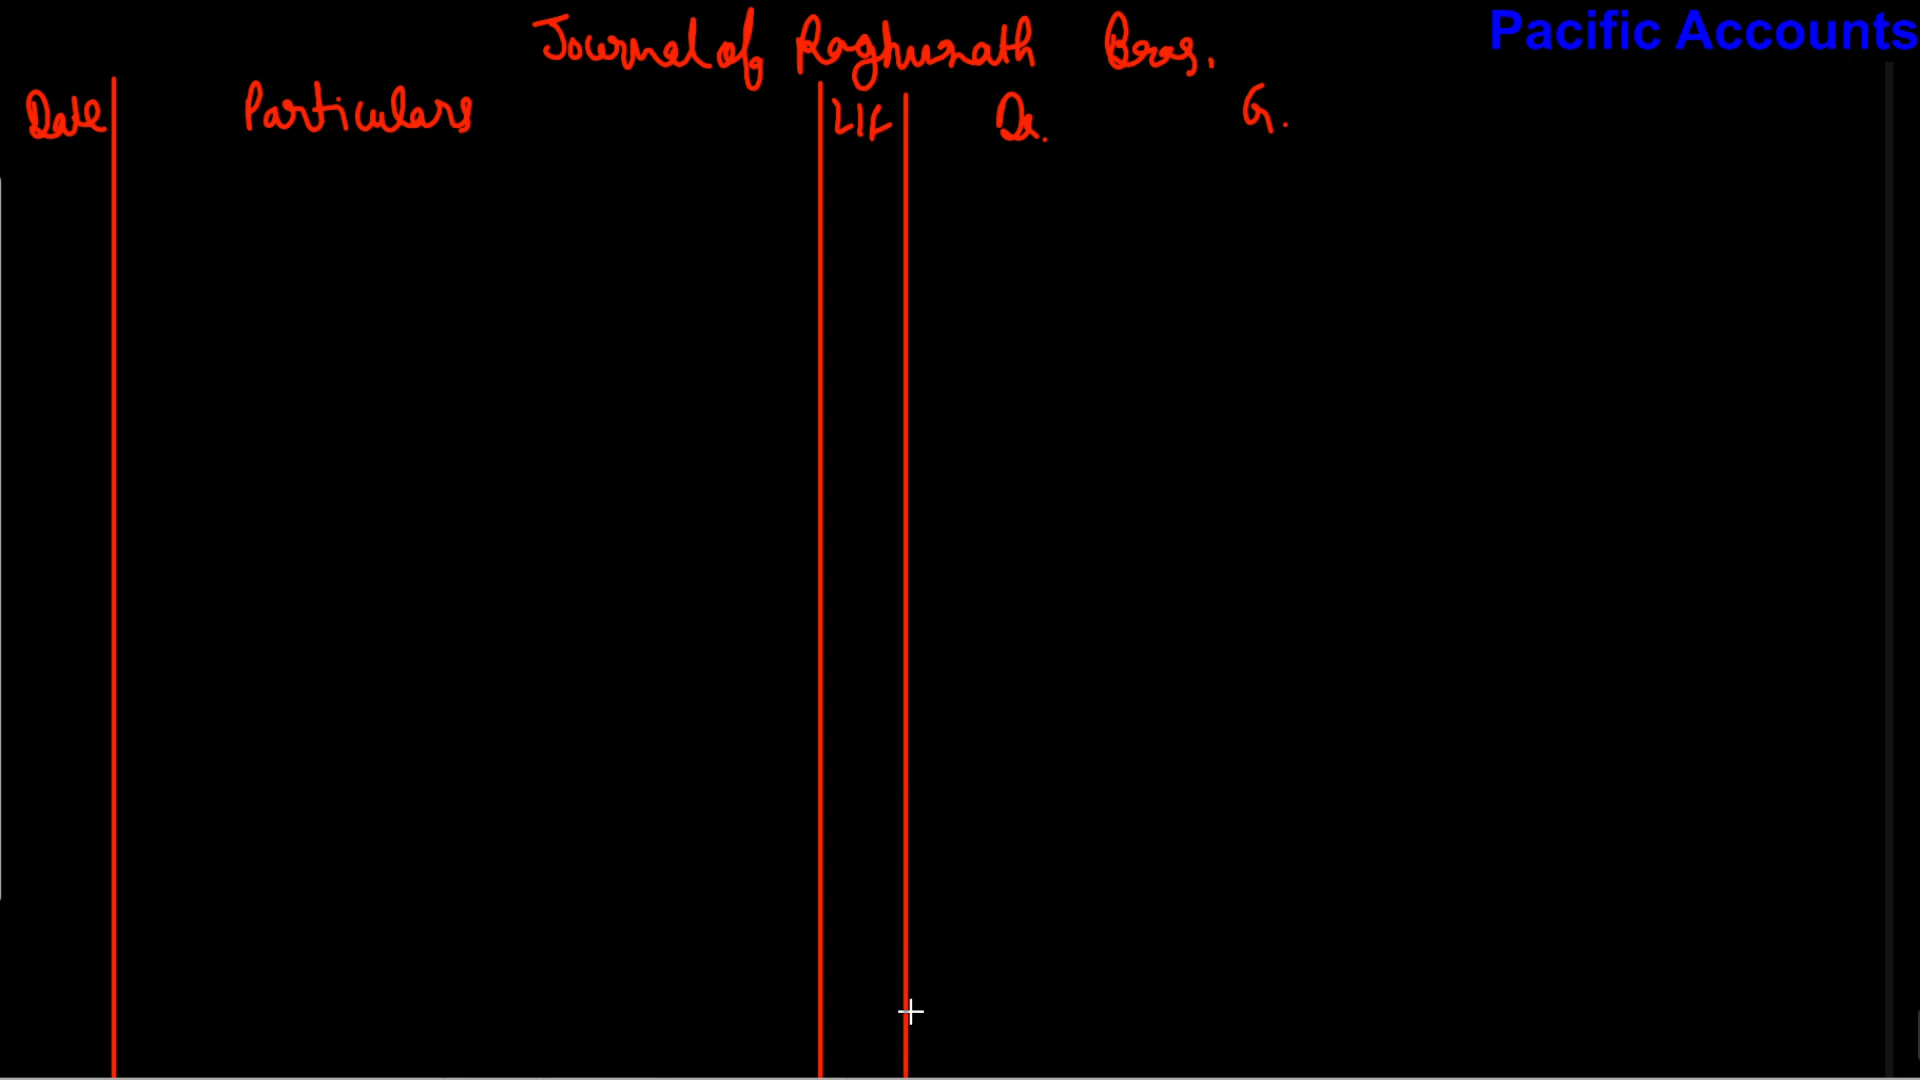 Journal of Raghunath Bros.
Pacific Accounts
Date Particulars L/F Dr. Cr.